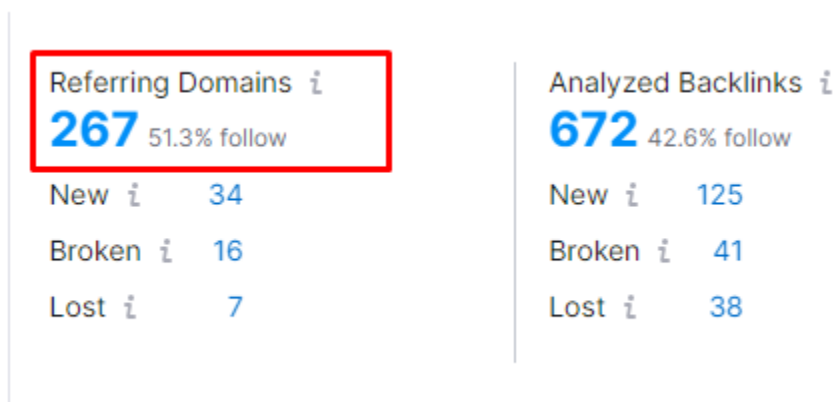 Referring Domains i
267 51.3% follow
New i 34
Broken i 16
Lost i 7
Analyzed Backlinks i
672 42.6% follow
New i 125
Broken i 41
Lost i 38